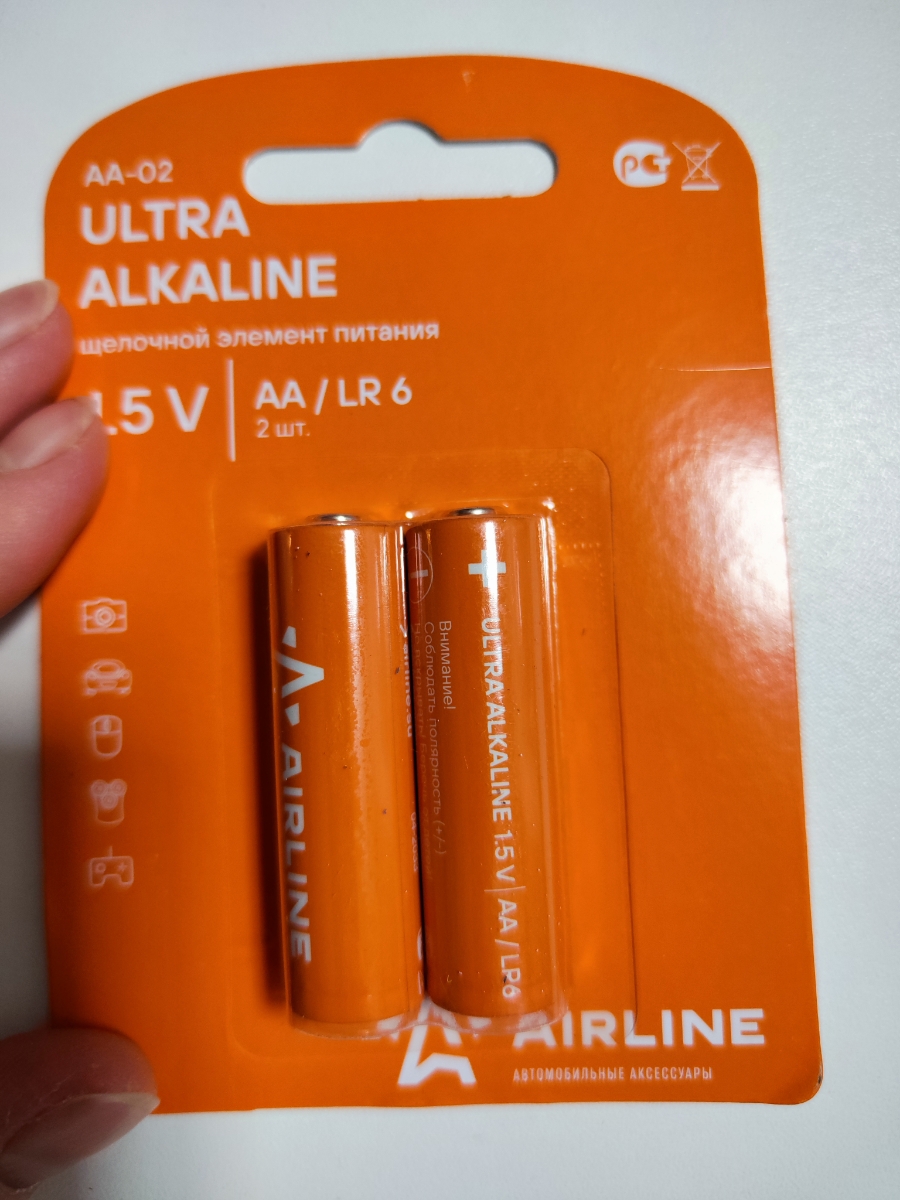 AA-02
ULTRA
ALKALINE
щелочной элемент питания
1.5 V
AA / LR 6
2 шт.
РСТ
AIRLINE
+
ULTRA ALKALINE 1.5 V | AA / LR6
Внимание!
Соблюдать полярность (+/-)
AIRLINE
АВТОМОБИЛЬНЫЕ АКСЕССУАРЫ